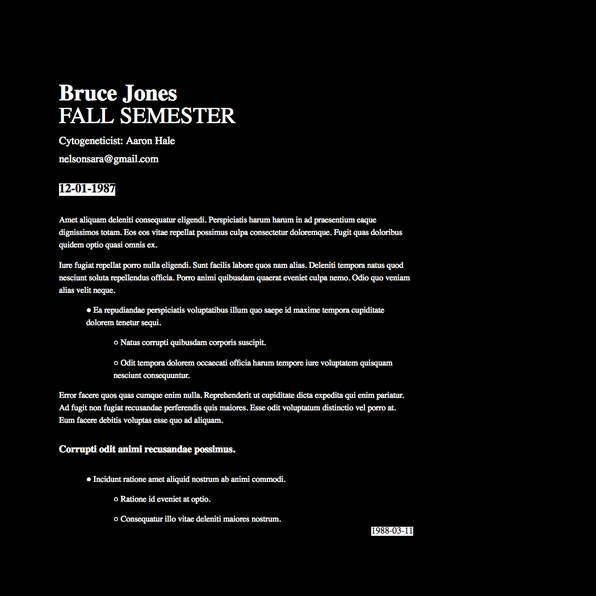 Bruce Jones
FALL SEMESTER
Cytogeneticist: Aaron Hale
nelsonsara@gmail.com
12-01-1987
Amet aliquam deleniti consequatur eligendi. Perspiciatis harum harum in ad praesentium eaque
dignissimos totam. Eos eos vitae repellat possimus culpa consectetur doloremque. Fugit quas doloribus
quidem optio quasi omnis ex.
Iure fugiat repellat porro nulla eligendi. Sunt facilis labore quos nam alias. Deleniti tempora natus quod
nesciunt soluta repellendus officia. Porro animi quibusdam quaerat eveniet culpa nemo. Odio quo veniam
alias velit neque.
● Ea repudiandae perspiciatis voluptatibus illum quo saepe id maxime tempora cupiditate
dolorem tenetur sequi.
○ Natus corrupti quibusdam corporis suscipit.
○ Odit tempora dolorem occaecati officia harum tempore iure voluptatem quisquam
nesciunt consequuntur.
Error facere quos quas cumque enim nulla. Reprehenderit ut cupiditate dicta expedita qui enim pariatur.
Ad fugit non fugiat recusandae perferendis quis maiores. Esse odit voluptatum distinctio vel porro at.
Eum facere debitis voluptas esse quo ad aliquam.
Corrupti odit animi recusandae possimus.
● Incidunt ratione amet aliquid nostrum ab animi commodi.
○ Ratione id eveniet at optio.
○ Consequatur illo vitae deleniti maiores nostrum.
1988-03-11